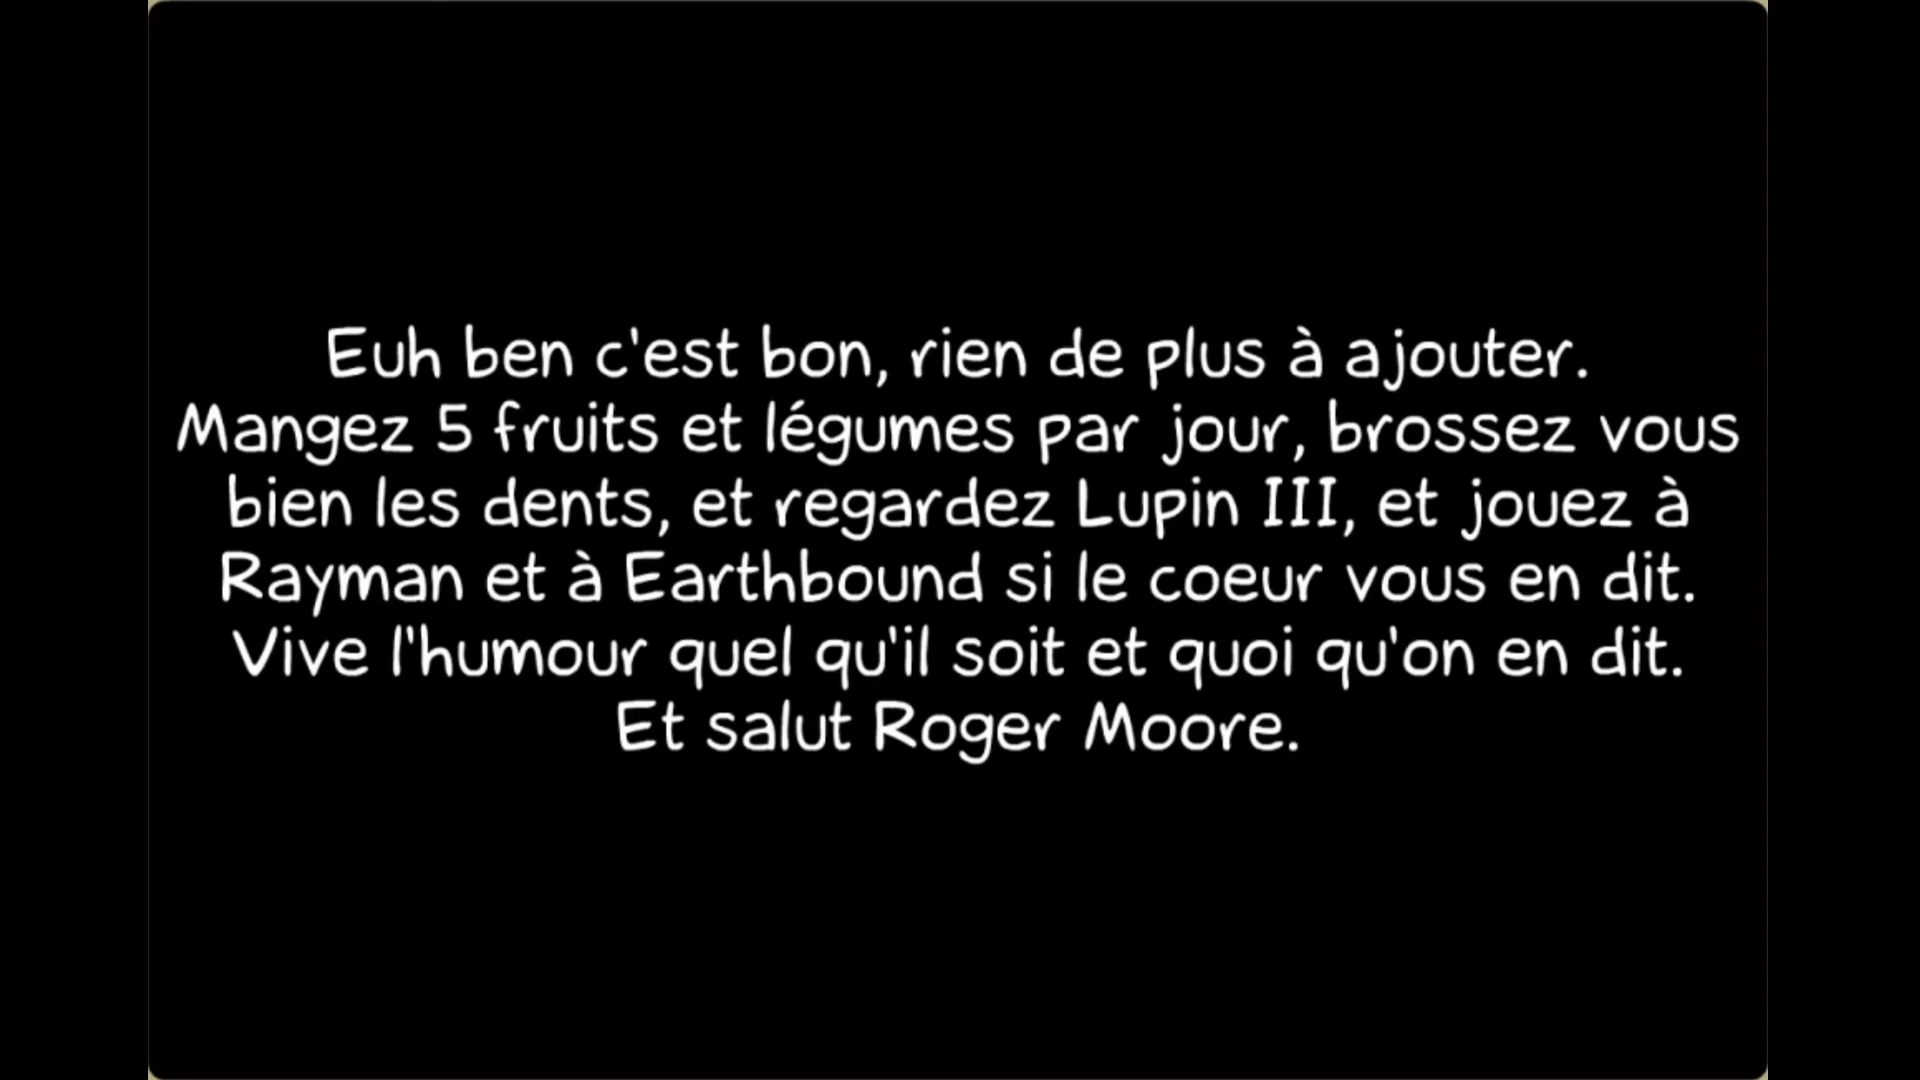 Euh ben c'est bon, rien de plus à ajouter.
Mangez 5 fruits et légumes par jour, brossez vous
bien les dents, et regardez Lupin III, et jouez à
Rayman et à Earthbound si le coeur vous en dit.
Vive l'humour quel qu'il soit et quoi qu'on en dit.
Et salut Roger Moore.